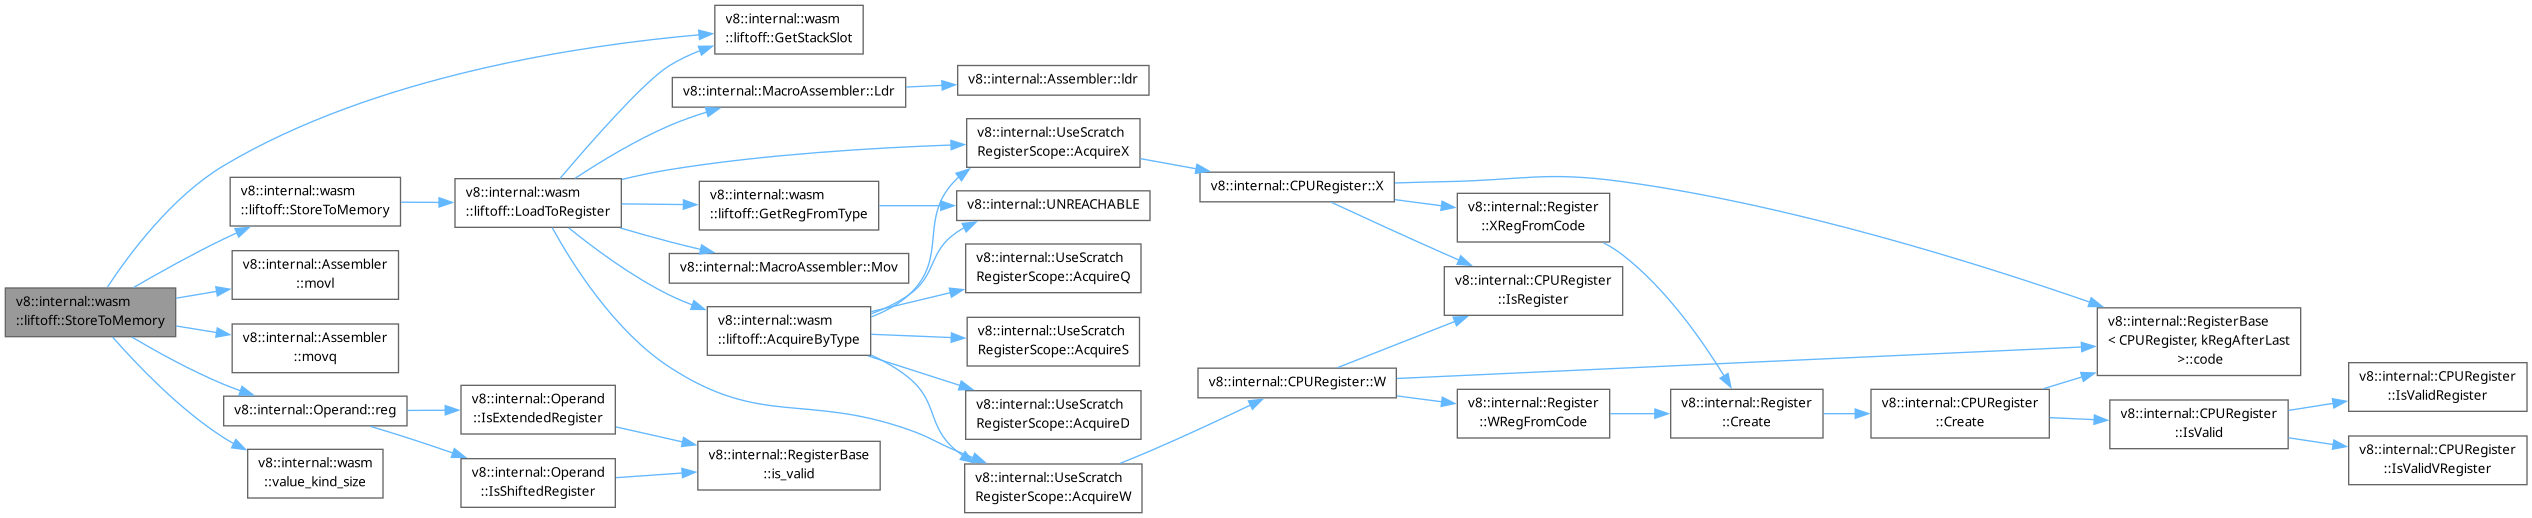 v8::internal::wasm
::liftoff::StoreToMemory
v8::internal::wasm
::liftoff::GetStackSlot
v8::internal::wasm
::liftoff::StoreToMemory
v8::internal::Assembler
::movl
v8::internal::Assembler
::movq
v8::internal::Operand::reg
v8::internal::wasm
::value_kind_size
v8::internal::wasm
::liftoff::LoadToRegister
v8::internal::Operand
::IsExtendedRegister
v8::internal::Operand
::IsShiftedRegister
v8::internal::MacroAssembler::Ldr
v8::internal::wasm
::liftoff::GetRegFromType
v8::internal::MacroAssembler::Mov
v8::internal::wasm
::liftoff::AcquireByType
v8::internal::RegisterBase
::is_valid
v8::internal::Assembler::ldr
v8::internal::UseScratch
RegisterScope::AcquireX
v8::internal::UNREACHABLE
v8::internal::UseScratch
RegisterScope::AcquireQ
v8::internal::UseScratch
RegisterScope::AcquireS
v8::internal::UseScratch
RegisterScope::AcquireD
v8::internal::UseScratch
RegisterScope::AcquireW
v8::internal::CPURegister::X
v8::internal::CPURegister::W
v8::internal::Register
::XRegFromCode
v8::internal::CPURegister
::IsRegister
v8::internal::Register
::WRegFromCode
v8::internal::Register
::Create
v8::internal::CPURegister
::Create
v8::internal::RegisterBase
< CPURegister, kRegAfterLast
>::code
v8::internal::CPURegister
::IsValid
v8::internal::CPURegister
::IsValidRegister
v8::internal::CPURegister
::IsValidVRegister